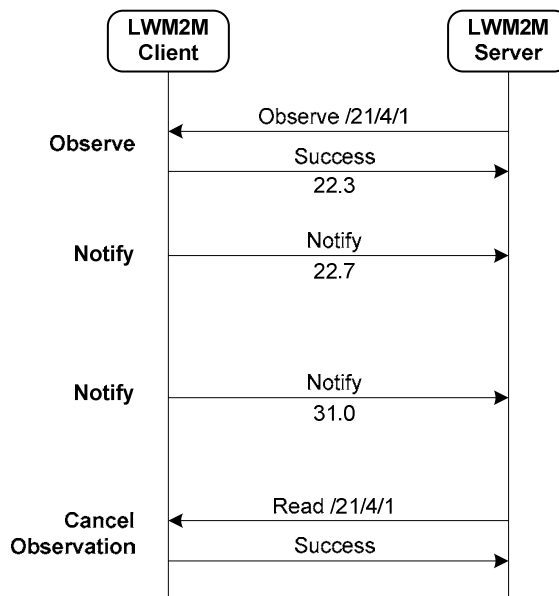 LWM2M
Client
LWM2M
Server
Observe /21/4/1
Observe
Success
22.3
Notify
Notify
22.7
Notify
Notify
31.0
Read /21/4/1
Cancel
Observation
Success